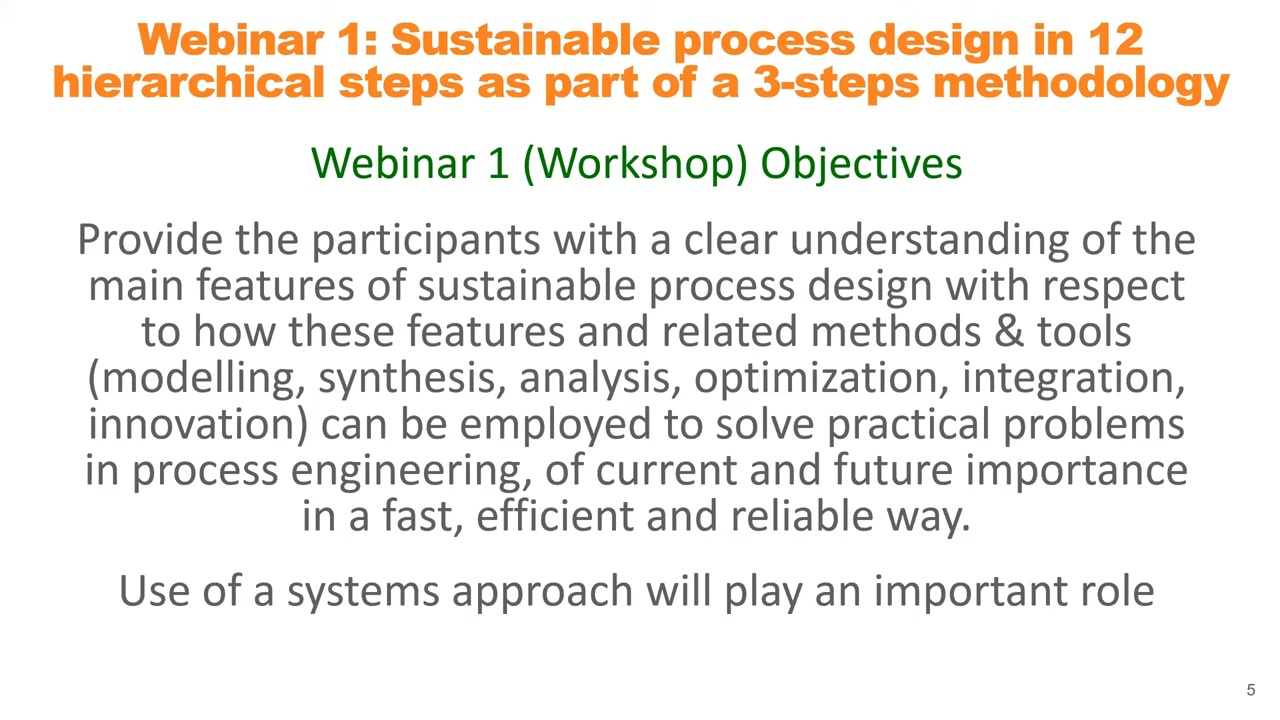 Webinar 1: Sustainable process design in 12
hierarchical steps as part of a 3-steps methodology
Webinar 1 (Workshop) Objectives
Provide the participants with a clear understanding of the
main features of sustainable process design with respect
to how these features and related methods & tools
(modelling, synthesis, analysis, optimization, integration,
innovation) can be employed to solve practical problems
in process engineering, of current and future importance
in a fast, efficient and reliable way.
Use of a systems approach will play an important role
5